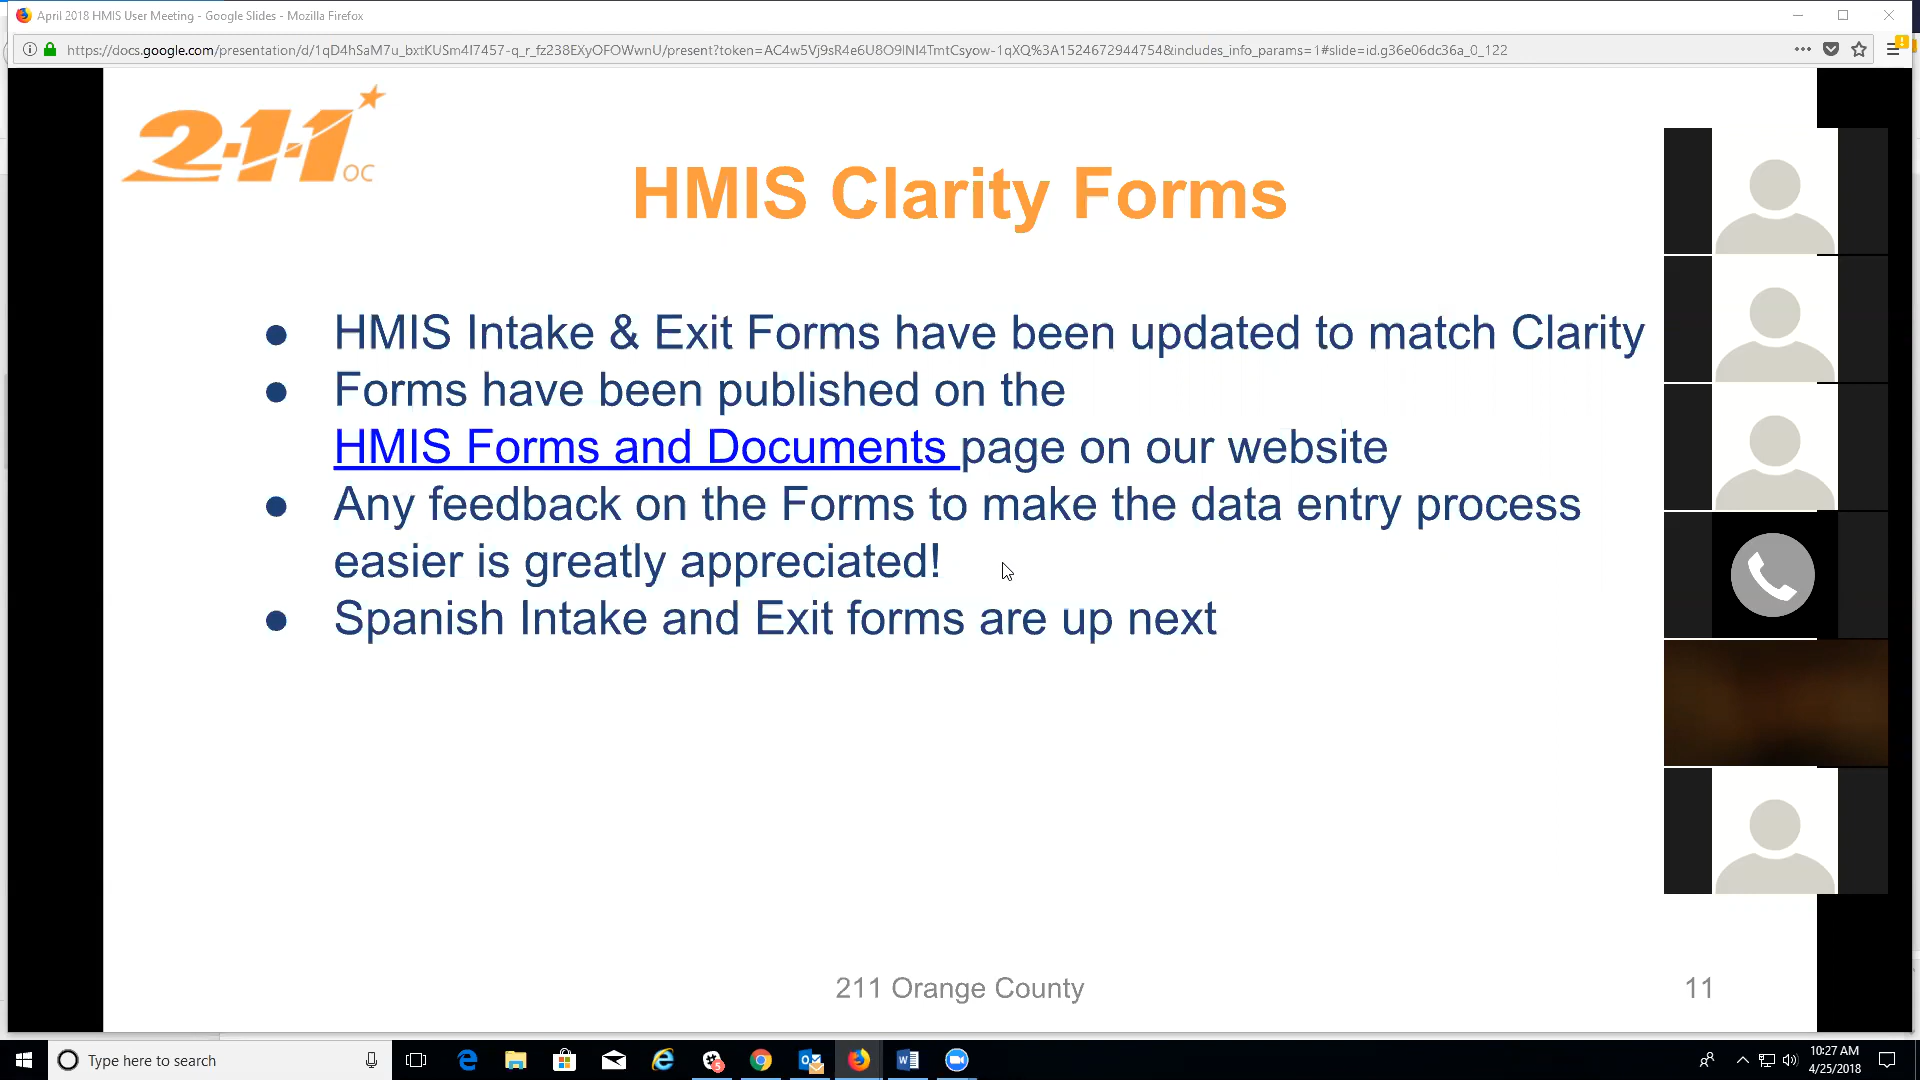 April 2018 HMIS User Meeting - Google Slides - Mozilla Firefox
https://docs.google.com/presentation/d/1qD4hSaM7u_bxtKUSm4I7457-q_r_fz238EXyOFOWwnU/present?token=AC4w5Vj9sR4e6U8O9lNI4TmtCsyow-1qXQ%3A1524672944754&includes_info_params=1#slide=id.g36e06dc36a_0_122
2-1-1 OC
HMIS Clarity Forms
● HMIS Intake & Exit Forms have been updated to match Clarity
● Forms have been published on the
HMIS Forms and Documents page on our website
● Any feedback on the Forms to make the data entry process
easier is greatly appreciated!
● Spanish Intake and Exit forms are up next
211 Orange County
11
Type here to search
5
10:27 AM
4/25/2018